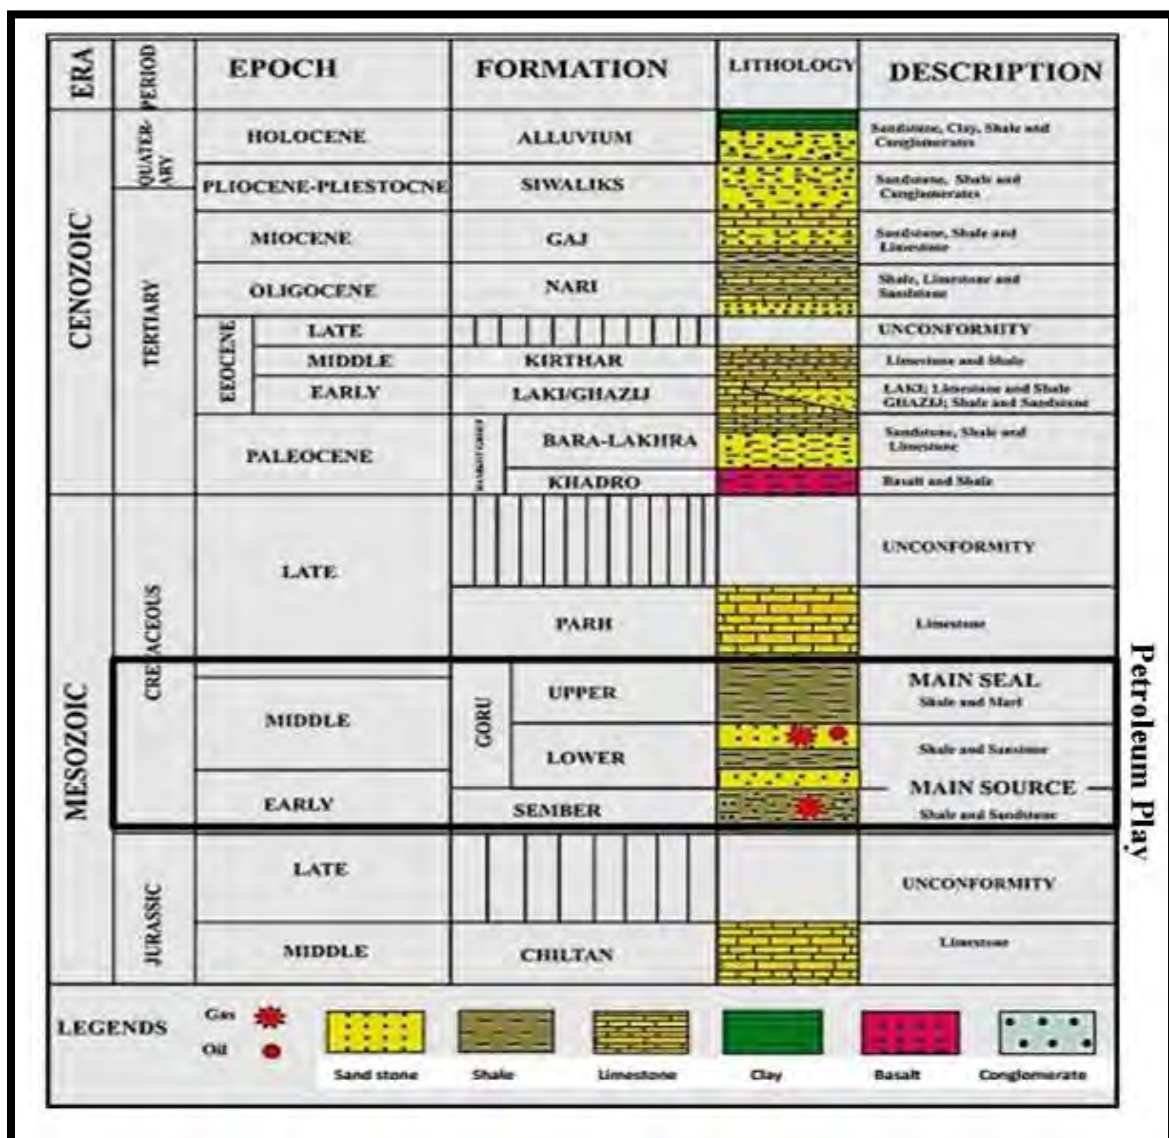 ERA
PERIOD
EPOCH
FORMATION
LITHOLOGY
DESCRIPTION
CENOZOIC
QUATER-
ARY
HOLOCENE
ALLUVIUM
Sandstone, Clay, Shale and
Conglomerates
PLIOCENE-PLIESTOCNE
SIWALIKS
Sandstone, Shale and
Conglomerates
TERTIARY
MIOCENE
GAJ
Sandstone, Shale and
Limestone
OLIGOCENE
NARI
Shale, Limestone and
Sandstone
EEOCENE
LATE
UNCONFORMITY
MIDDLE
KIRTHAR
Limestone and Shale
EARLY
LAKI/GHAZIJ
LAKI; Limestone and Shale
GHAZIJ; Shale and Sandstone
PALEOCENE
BARA-LAKHRA
Sandstone, Shale and
Limestone
KHADRO
Basalt and Shale
MESOZOIC
CRETACEOUS
LATE
UNCONFORMITY
PARH
Limestone
MIDDLE
GORU
UPPER
MAIN SEAL
Shale and Marl
LOWER
Shale and Sanstone
MAIN SOURCE
EARLY
SEMBER
Shale and Sandstone
Petroleum Play
JURASSIC
LATE
UNCONFORMITY
MIDDLE
CHILTAN
Limestone
LEGENDS
Gas
Oil
Sand stone
Shale
Limestone
Clay
Basalt
Conglomerate